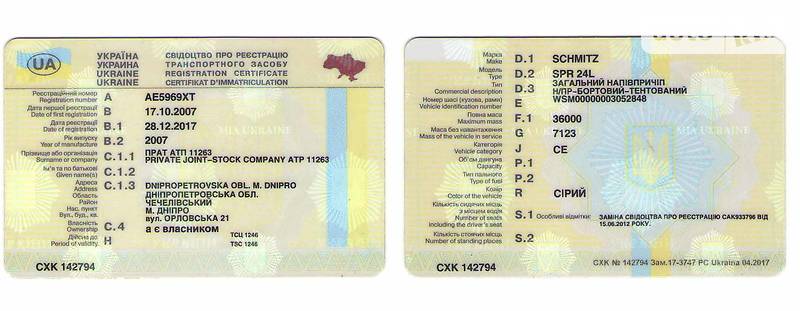 UA
УКРАЇНА
УКРАИНА
UKRAINE
UKRAINE
СВІДОЦТВО ПРО РЕЄСТРАЦІЮ
ТРАНСПОРТНОГО ЗАСОБУ
REGISTRATION CERTIFICATE
CERTIFICAT D'IMMATRICULATION
Реєстраційний номер
Registration number A AE5969XT
Дата першої реєстрації
Date of first registration B 17.10.2007
Дата реєстрації
Date of registration B.1 28.12.2017
Рік випуску
Year of manufacture B.2 2007
Прізвище або організація
Surname or company C.1.1 ПРАТ АТП 11263
PRIVATE JOINT-STOCK COMPANY ATP 11263
Ім'я та по батькові
Given name(s) C.1.2
Адреса
Address C.1.3 DNIPROPETROVSKA OBL. M. DNIPRO
Область ДНІПРОПЕТРОВСЬКА ОБЛ.
Район ЧЕЧЕЛІВСЬКИЙ
Нас. пункт М. ДНІПРО
Вул., буд., кв. вул. ОРЛОВСЬКА 21
Власність
Ownership C.4 а є власником
Дійсне до
Period of validity H
ТСЦ 1246
TSC 1246
СХК 142794
MIA UKRAINE
Марка
Make D.1 SCHMITZ
Модель
Type D.2 SPR 24L
Тип
Commercial description D.3 ЗАГАЛЬНИЙ НАПІВПРИЧІП
Н/ПР-БОРТОВИЙ-ТЕНТОВАНИЙ
Номер шасі (кузова, рами)
Vehicle identification number E WSM00000003052848
Повна маса
Maximum mass F.1 36000
Маса без навантаження
Mass of the vehicle in service G 7123
Категорія
Vehicle category J CE
Об'єм двигуна
Capacity P.1
Тип пального
Type of fuel P.2
Колір
Color of the vehicle R СІРИЙ
Кількість сидячих місць
з місцем водія
Number of seats
including the driver's seat S.1
Особливі відмітки: ЗАМІНА СВІДОЦТВА ПРО РЕЄСТРАЦІЮ САК933796 ВІД
15.06.2012 РОКУ.
Кількість стоячих місць
Number of standing places S.2
СХК 142794
СХК № 142794 Зам.17-3747 PC Ukraina 04.2017